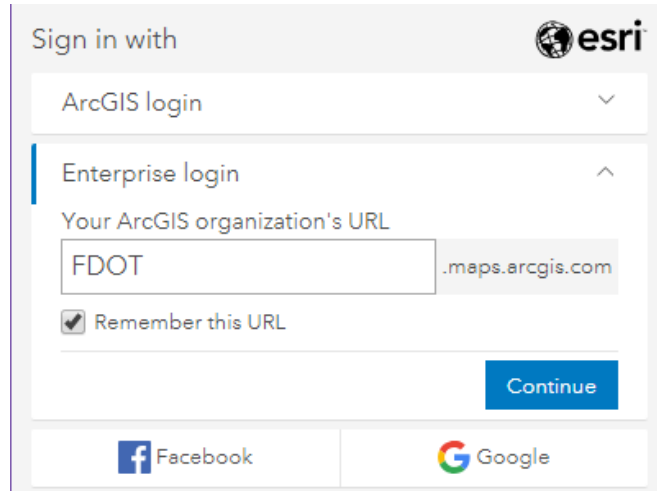 Sign in with
esri
ArcGIS login
Enterprise login
Your ArcGIS organization's URL
FDOT .maps.arcgis.com
Remember this URL
Continue
Facebook
Google